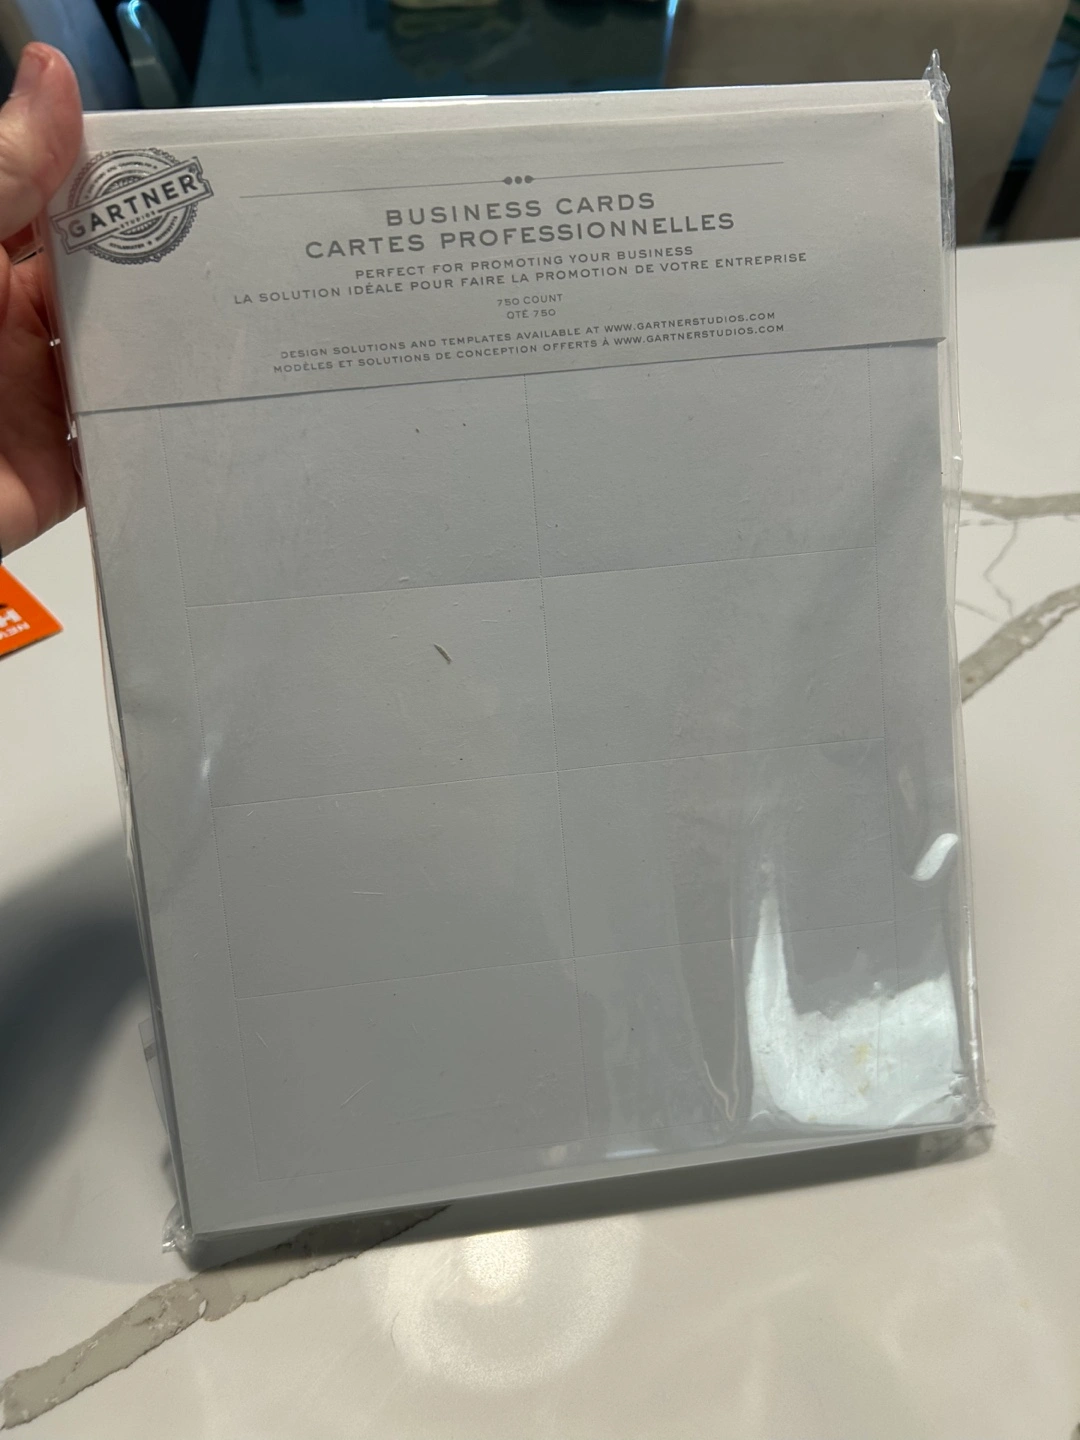 GARTNER
STUDIOS
BUSINESS CARDS
CARTES PROFESSIONNELLES
PERFECT FOR PROMOTING YOUR BUSINESS
LA SOLUTION IDÉALE POUR FAIRE LA PROMOTION DE VOTRE ENTREPRISE
750 COUNT
QTÉ 750
DESIGN SOLUTIONS AND TEMPLATES AVAILABLE AT WWW.GARTNERSTUDIOS.COM
MODÈLES ET SOLUTIONS DE CONCEPTION OFFERTS À WWW.GARTNERSTUDIOS.COM